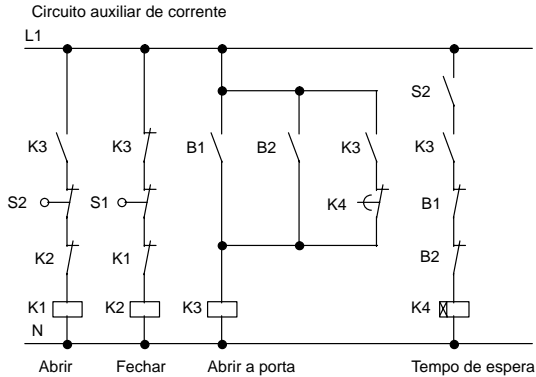 Circuito auxiliar de corrente
L1
S2
K3 K3 B1 B2 K3 K3
S2 S1 K4 B1
K2 K1 B2
K1 K2 K3 K4
N
Abrir Fechar Abrir a porta Tempo de espera